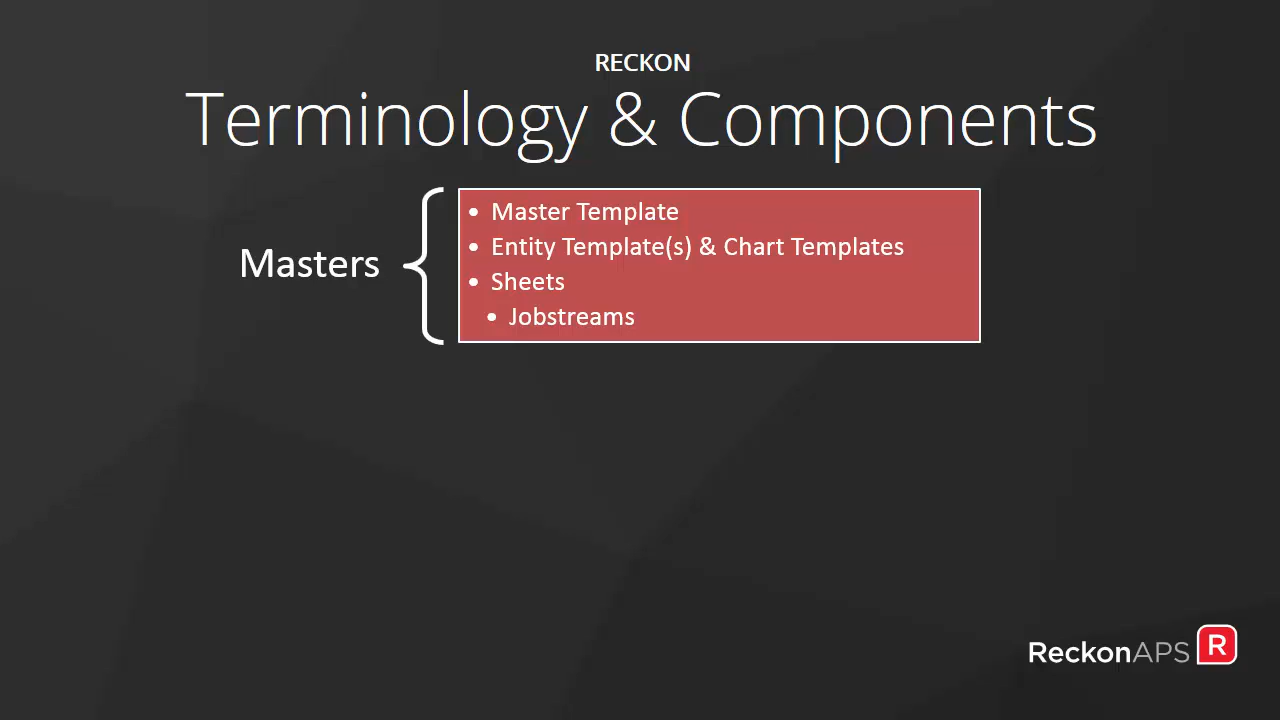 RECKON
Terminology & Components
Masters
• Master Template
• Entity Template(s) & Chart Templates
• Sheets
• Jobstreams
ReckonAPS R